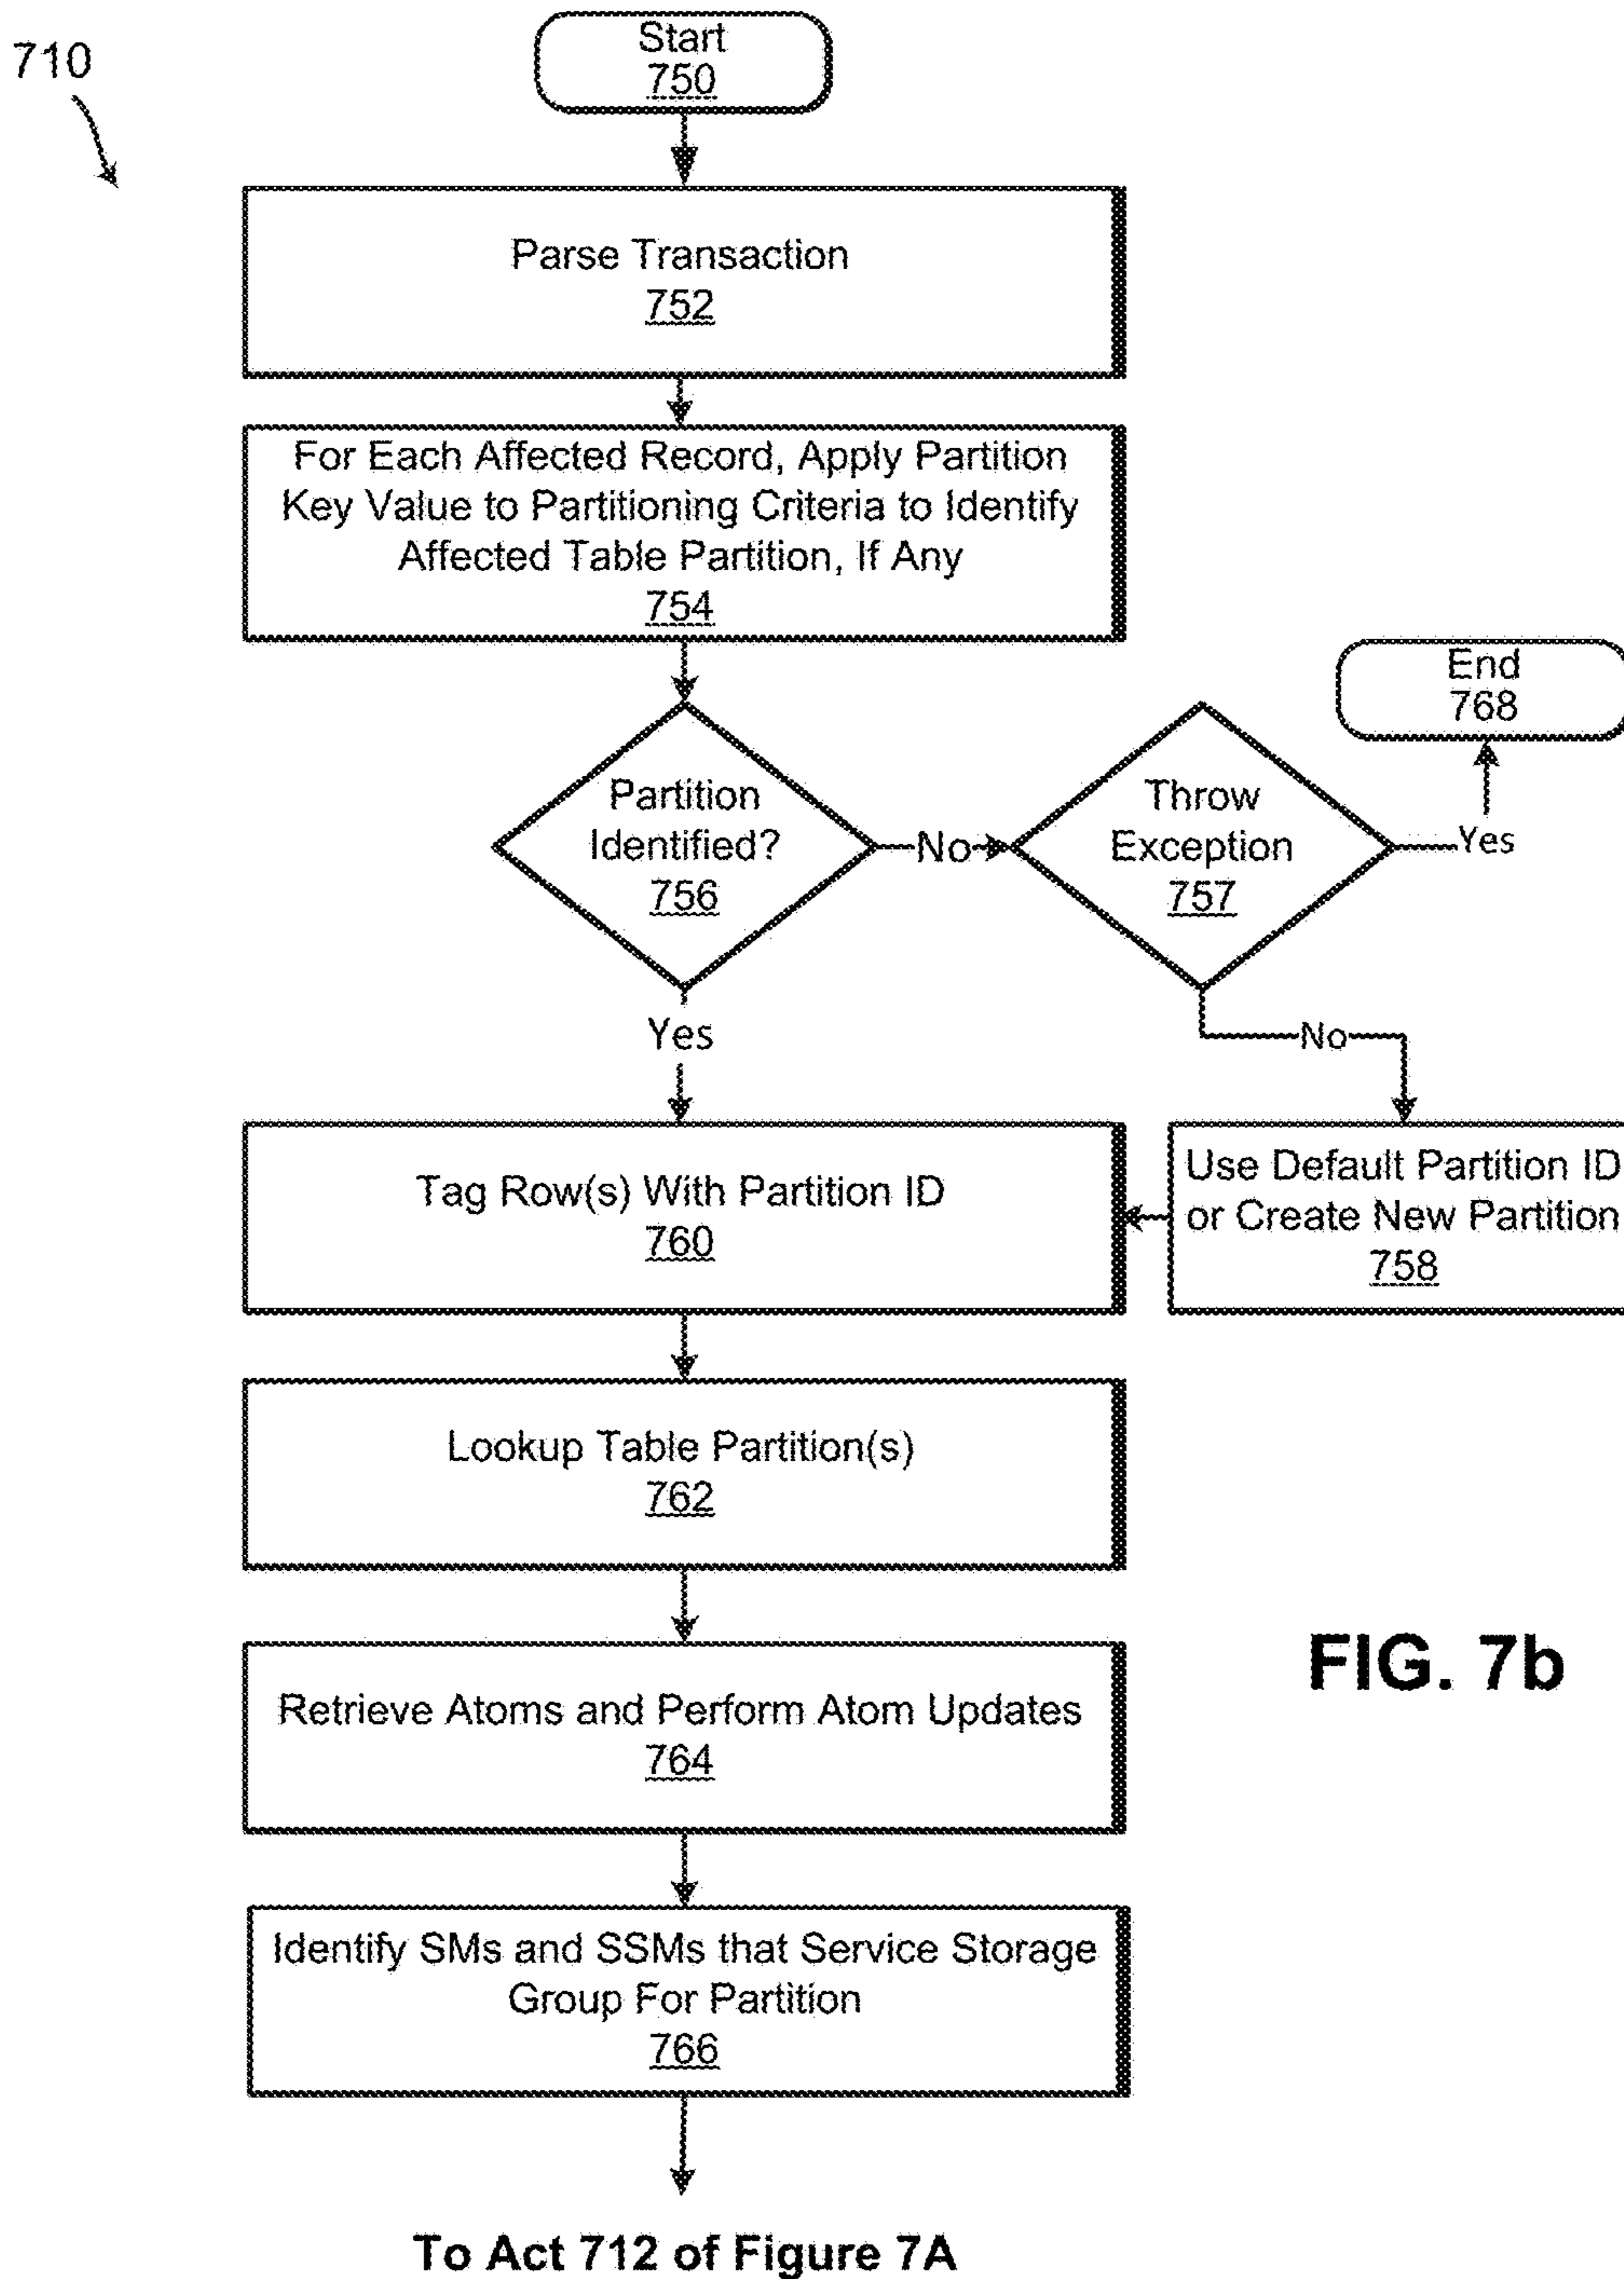 710
Start
750
Parse Transaction
752
For Each Affected Record, Apply Partition
Key Value to Partitioning Criteria to Identify
Affected Table Partition, If Any
754
End
768
Partition
Identified?
756
No
Throw
Exception
757
Yes
Yes
No
Tag Row(s) With Partition ID
760
Use Default Partition ID
or Create New Partition
758
Lookup Table Partition(s)
762
Retrieve Atoms and Perform Atom Updates
764
FIG. 7b
Identify SMs and SSMs that Service Storage
Group For Partition
766
To Act 712 of Figure 7A